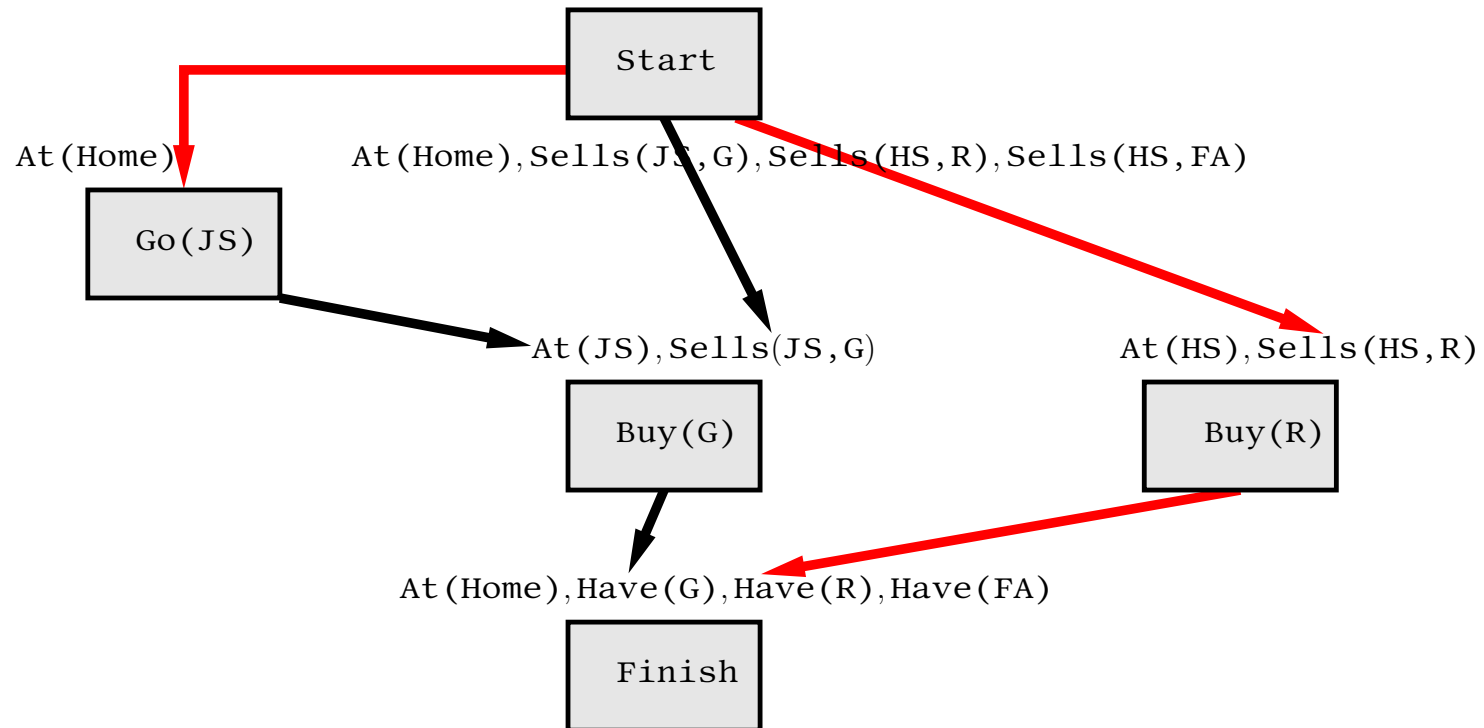 Start
At(Home)
At(Home),Sells(JS,G),Sells(HS,R),Sells(HS,FA)
Go(JS)
At(JS),Sells(JS,G)
At(HS),Sells(HS,R)
Buy(G)
Buy(R)
At(Home),Have(G),Have(R),Have(FA)
Finish